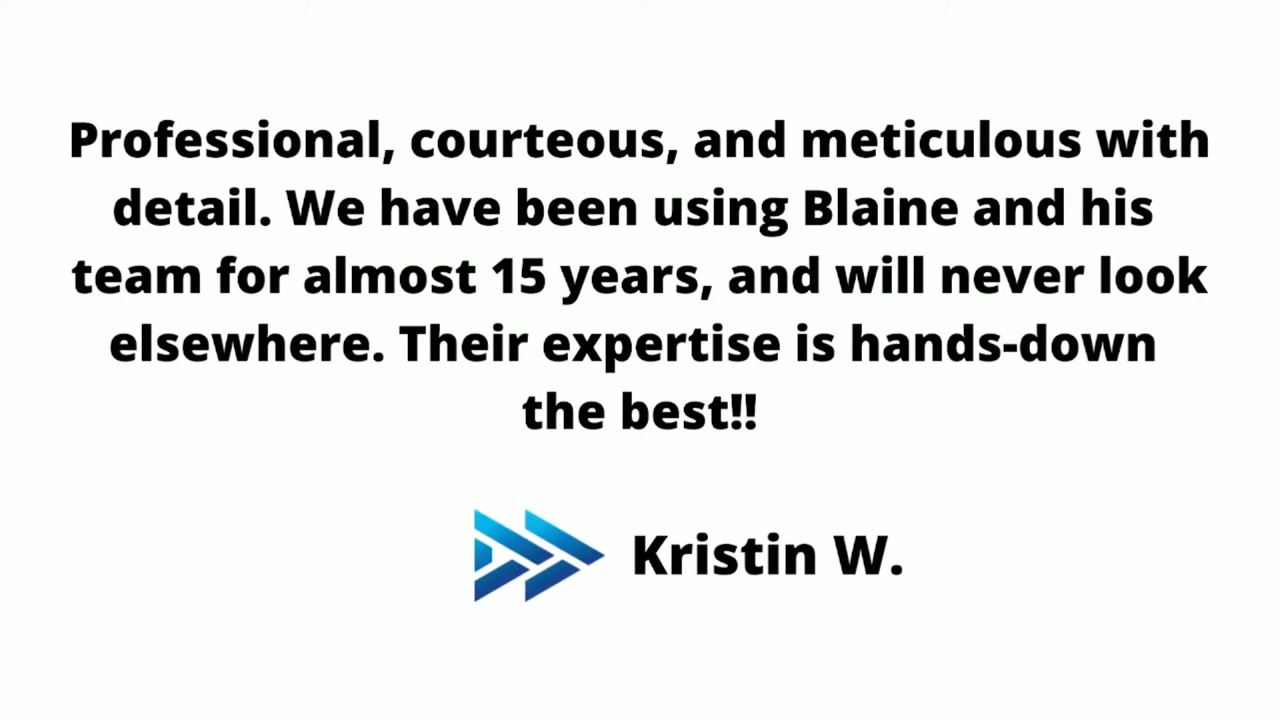 Professional, courteous, and meticulous with
detail. We have been using Blaine and his
team for almost 15 years, and will never look
elsewhere. Their expertise is hands-down
the best!!
Kristin W.